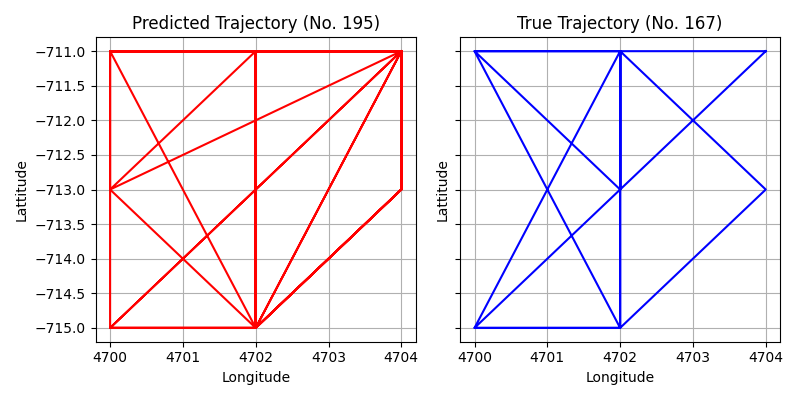 Predicted Trajectory (No. 195)
True Trajectory (No. 167)
−711.0
−711.5
−712.0
−712.5
−713.0
−713.5
−714.0
−714.5
−715.0
Lattitude
Lattitude
4700 4701 4702 4703 4704
4700 4701 4702 4703 4704
Longitude
Longitude